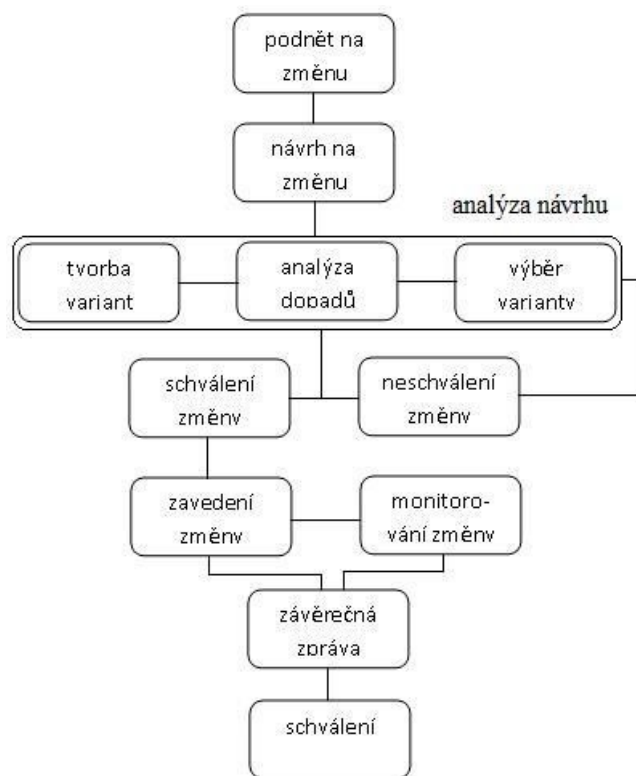 podnět na
změnu
návrh na
změnu
analýza návrhu
tvorba
variant
analýza
dopadů
výběr
varianty
schválení
změny
neschválení
změny
zavedení
změny
monitoro-
vání změny
závěrečná
zpráva
schválení